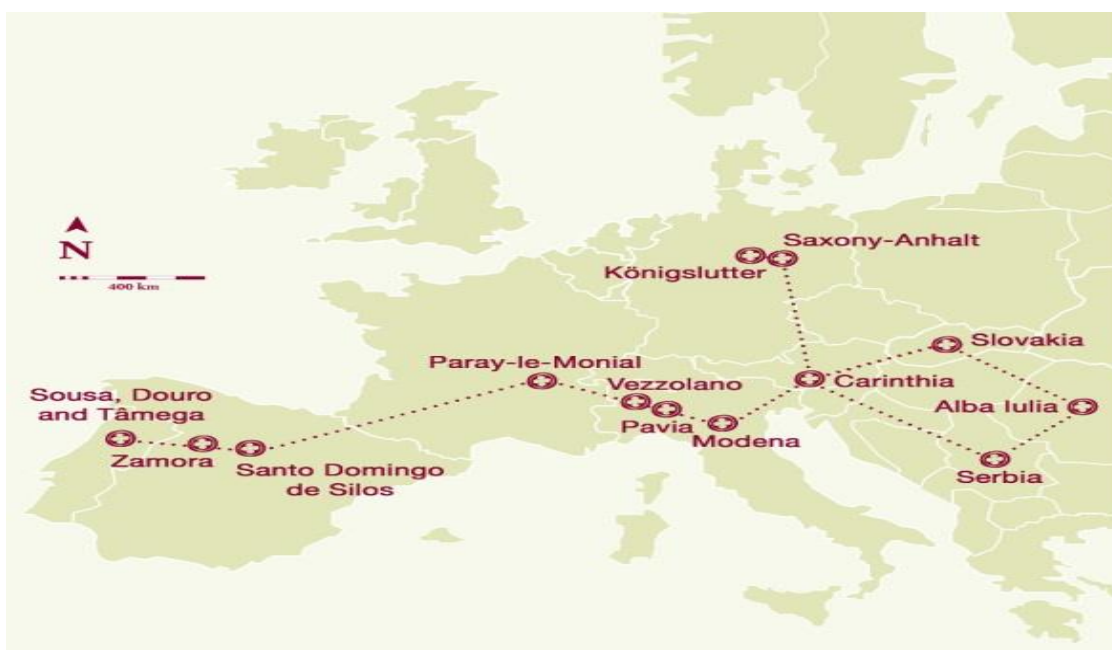 N
400 km
Saxony-Anhalt
Königslutter
Slovakia
Paray-le-Monial
Vezzolano
Carinthia
Sousa, Douro
and Tâmega
Pavia
Alba Iulia
Modena
Zamora
Santo Domingo
de Silos
Serbia